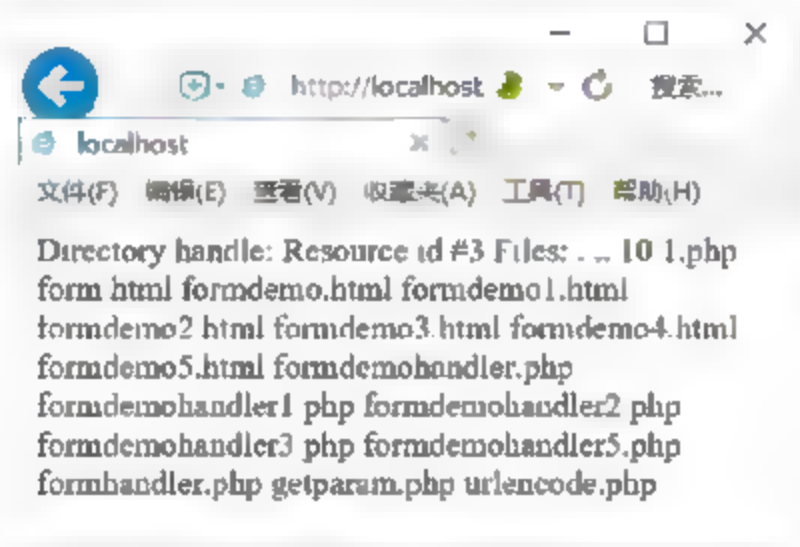 http://localhost 搜索...
localhost
文件(F) 编辑(E) 查看(V) 收藏夹(A) 工具(T) 帮助(H)
Directory handle: Resource id #3 Files: . .. 10 1.php
form html formdemo.html formdemo1.html
formdemo2 html formdemo3.html formdemo4.html
formdemo5.html formdemohandler.php
formdemohandler1 php formdemohandler2 php
formdemohandler3 php formdemohandler5.php
formhandler.php getparam.php urlencode.php